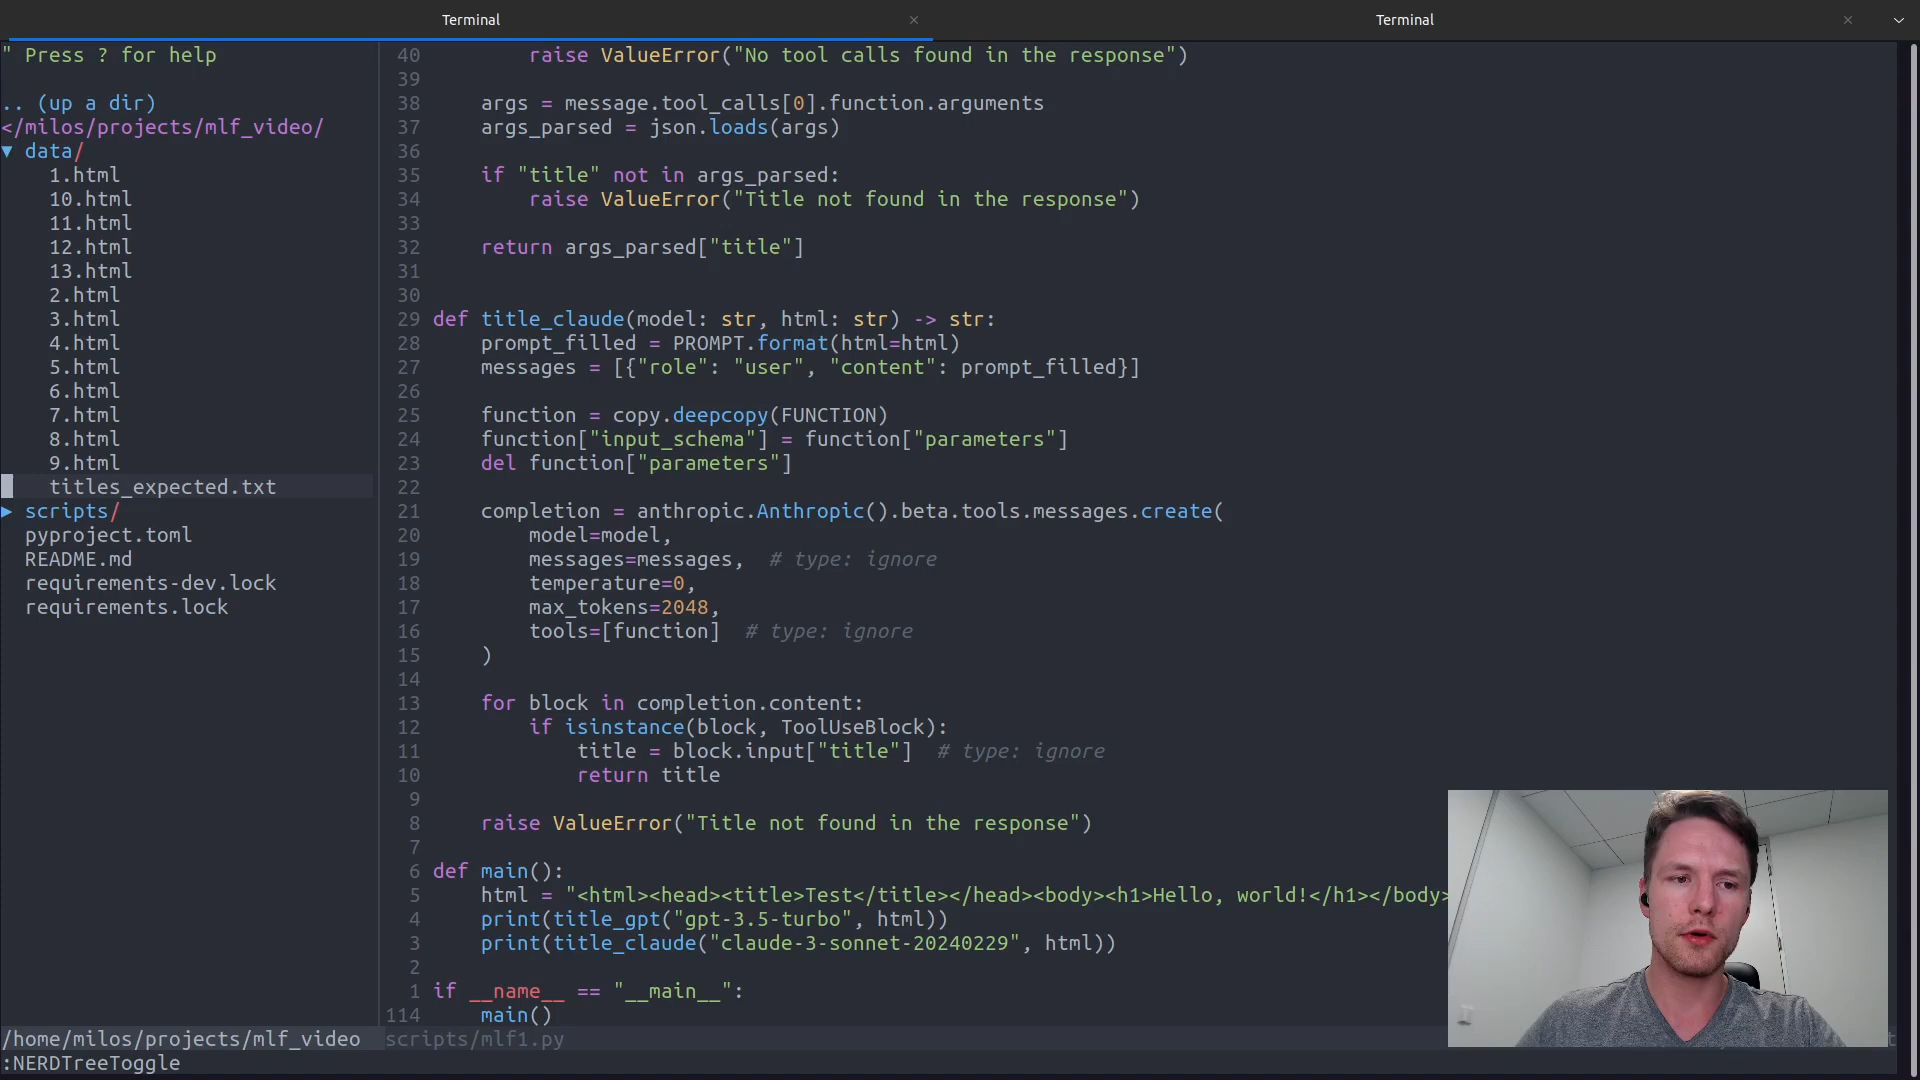 Terminal
Terminal
" Press ? for help
.. (up a dir)
</milos/projects/mlf_video/
▼ data/
1.html
10.html
11.html
12.html
13.html
2.html
3.html
4.html
5.html
6.html
7.html
8.html
9.html
titles_expected.txt
▶ scripts/
pyproject.toml
README.md
requirements-dev.lock
requirements.lock
40         raise ValueError("No tool calls found in the response")
39
38     args = message.tool_calls[0].function.arguments
37     args_parsed = json.loads(args)
36
35     if "title" not in args_parsed:
34         raise ValueError("Title not found in the response")
33
32     return args_parsed["title"]
31
30
29 def title_claude(model: str, html: str) -> str:
28     prompt_filled = PROMPT.format(html=html)
27     messages = [{"role": "user", "content": prompt_filled}]
26
25     function = copy.deepcopy(FUNCTION)
24     function["input_schema"] = function["parameters"]
23     del function["parameters"]
22
21     completion = anthropic.Anthropic().beta.tools.messages.create(
20         model=model,
19         messages=messages,  # type: ignore
18         temperature=0,
17         max_tokens=2048,
16         tools=[function]  # type: ignore
15     )
14
13     for block in completion.content:
12         if isinstance(block, ToolUseBlock):
11             title = block.input["title"]  # type: ignore
10             return title
9
8     raise ValueError("Title not found in the response")
7
6 def main():
5     html = "<html><head><title>Test</title></head><body><h1>Hello, world!</h1></body>
4     print(title_gpt("gpt-3.5-turbo", html))
3     print(title_claude("claude-3-sonnet-20240229", html))
2
1 if __name__ == "__main__":
114     main()
/home/milos/projects/mlf_video scripts/mlf1.py
:NERDTreeToggle